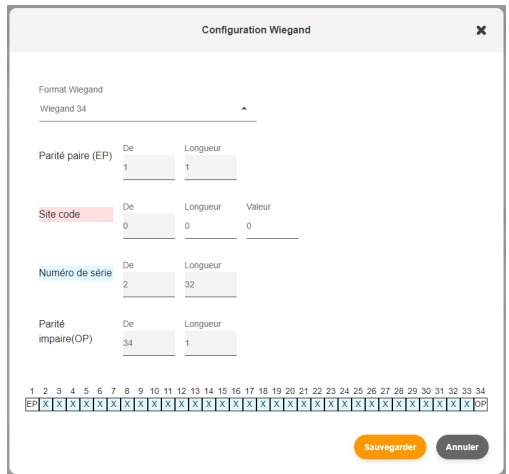 Configuration Wiegand
Format Wiegand
Wiegand 34
Parité paire (EP)
De
Longueur
1
1
Site code
De
Longueur
Valeur
0
0
0
Numéro de série
De
Longueur
2
32
Parité
impaire(OP)
De
Longueur
34
1
1 2 3 4 5 6 7 8 9 10 11 12 13 14 15 16 17 18 19 20 21 22 23 24 25 26 27 28 29 30 31 32 33 34
EP X X X X X X X X X X X X X X X X X X X X X X X X X X X X X X X X OP
Sauvegarder
Annuler